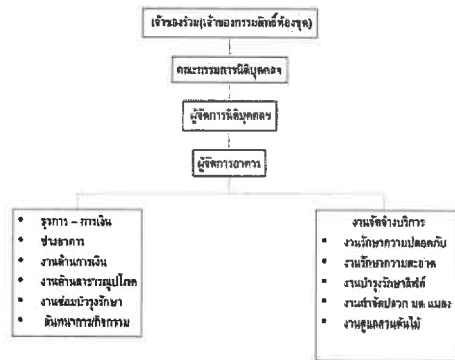 เจ้าของร่วม(เจ้าของกรรมสิทธิ์ห้องชุด)
คณะกรรมการนิติบุคคลฯ
ผู้จัดการนิติบุคคลฯ
ผู้จัดการอาคาร
• ธุรการ – การเงิน
• ช่างอาคาร
• งานด้านการเงิน
• งานด้านสาธารณูปโภค
• งานซ่อมบำรุงรักษา
• สันทนาการ/กิจกรรม
งานจัดจ้างบริการ
• งานรักษาความปลอดภัย
• งานรักษาความสะอาด
• งานบำรุงรักษาลิฟต์
• งานกำจัดปลวก มด แมลง
• งานดูแลสวนต้นไม้